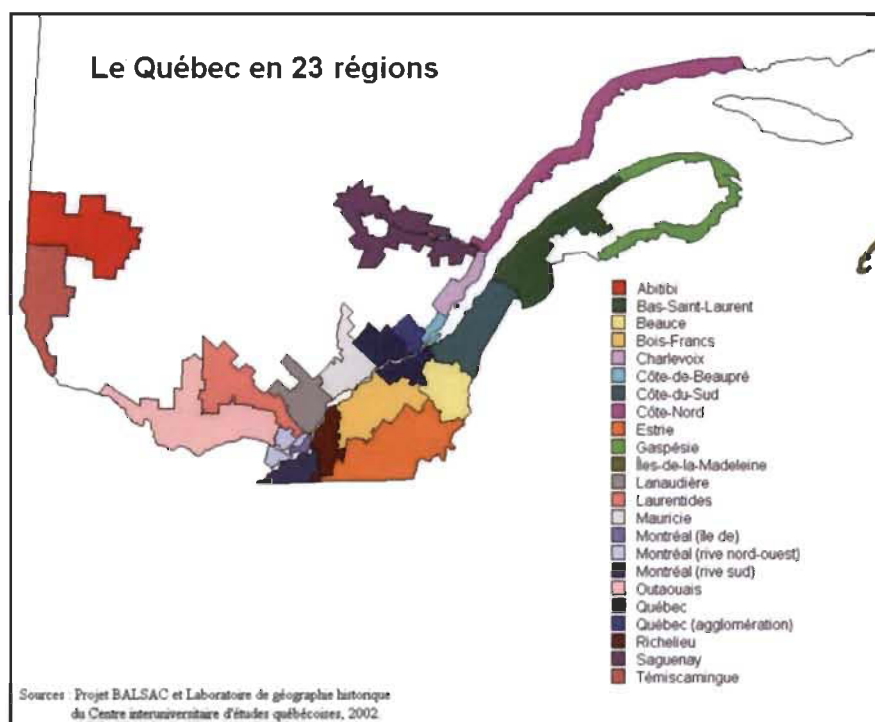 Le Québec en 23 régions
Abitibi
Bas-Saint-Laurent
Beauce
Bois-Francs
Charlevoix
Côte-de-Beaupré
Côte-du-Sud
Côte-Nord
Estrie
Gaspésie
Îles-de-la-Madeleine
Lanaudière
Laurentides
Mauricie
Montréal (île de)
Montréal (rive nord-ouest)
Montréal (rive sud)
Outaouais
Québec
Québec (agglomération)
Richelieu
Saguenay
Témiscamingue
Sources : Projet BALSAC et Laboratoire de géographie historique
du Centre interuniversitaire d'études québécoises, 2002.